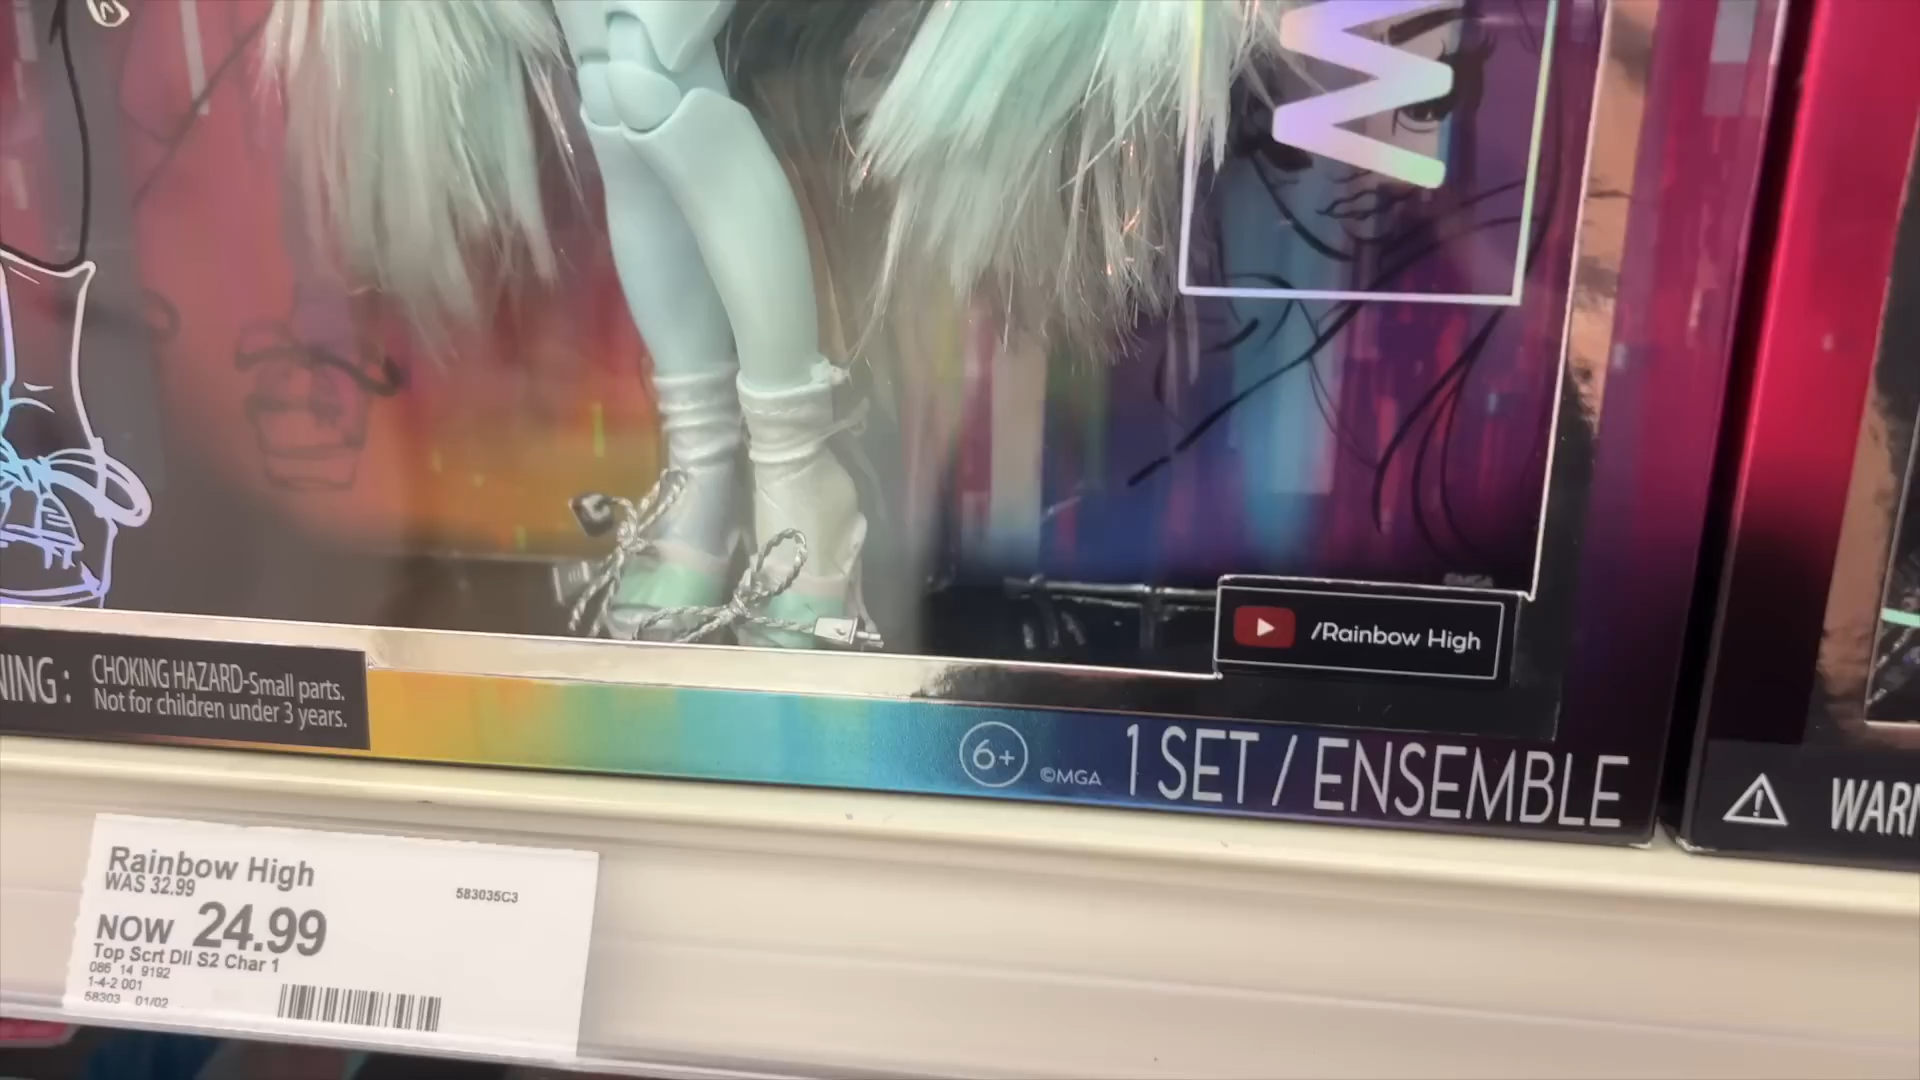 W
/Rainbow High
NING: CHOKING HAZARD-Small parts.
Not for children under 3 years.
6+ ©MGA 1 SET / ENSEMBLE
WARN
Rainbow High
WAS 32.99
583035C3
NOW 24.99
Top Scrt Dll S2 Char 1
086 14 9192
1-4-2 001
58303 01/02